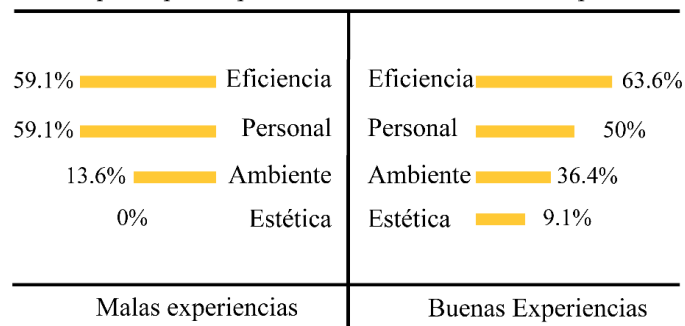 59.1% Eficiencia
59.1% Personal
13.6% Ambiente
0% Estética
Malas experiencias
Eficiencia 63.6%
Personal 50%
Ambiente 36.4%
Estética 9.1%
Buenas Experiencias